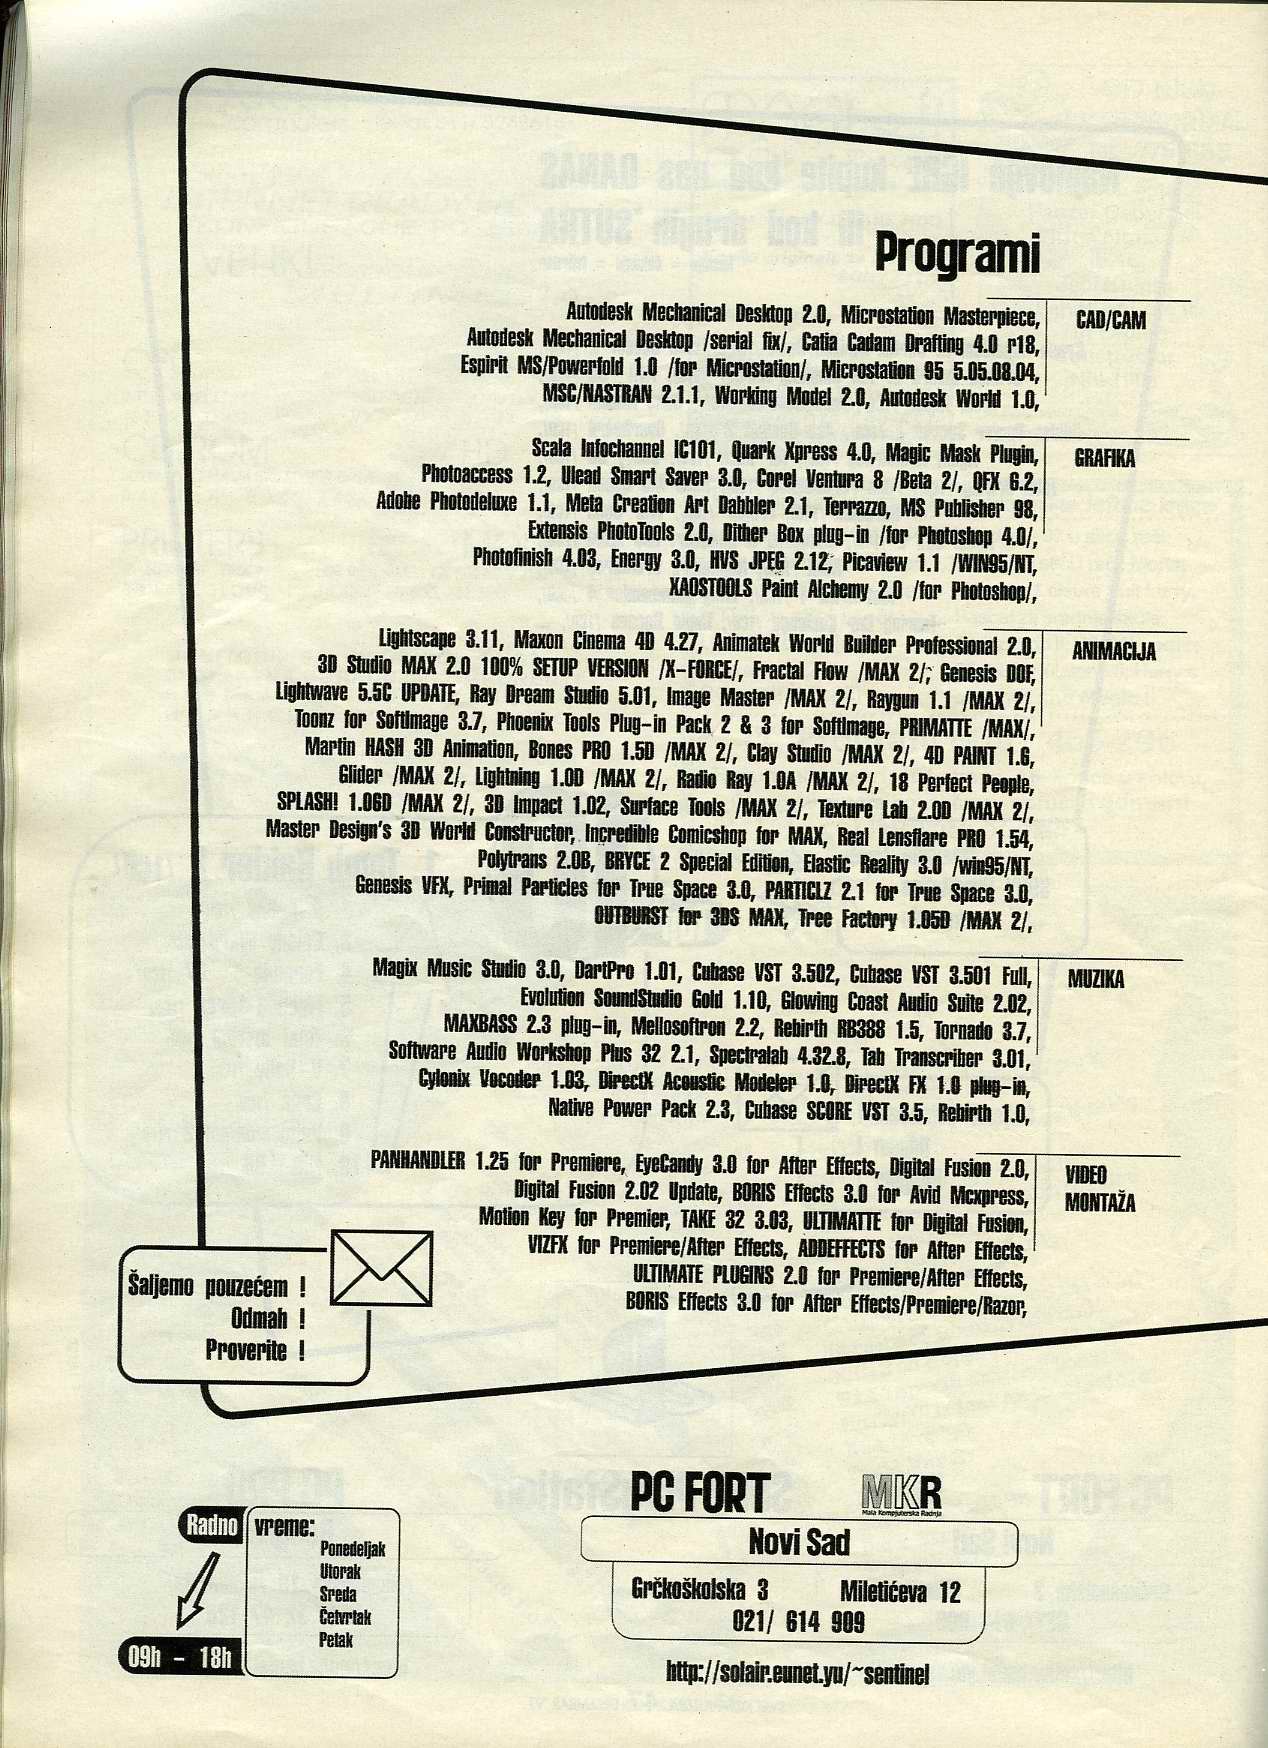 Programi
Autodesk Mechanical Desktop 2.0, Microstation Masterpiece,
CAD/CAM
Autodesk Mechanical Desktop /serial fix/, Catia Cadam Drafting 4.0 r18,
Espirit MS/Powerfold 1.0 /for Microstation/, Microstation 95 5.05.08.04,
MSC/NASTRAN 2.1.1, Working Model 2.0, Autodesk World 1.0,
Scala Infochannel IC101, Quark Xpress 4.0, Magic Mask Plugin,
GRAFIKA
Photoaccess 1.2, Ulead Smart Saver 3.0, Corel Ventura 8 /Beta 2/, QFX 6.2,
Adobe Photodeluxe 1.1, Meta Creation Art Dabbler 2.1, Terrazzo, MS Publisher 98,
Extensis PhotoTools 2.0, Dither Box plug-in /for Photoshop 4.0/,
Photofinish 4.03, Energy 3.0, HVS JPEG 2.12, Picaview 1.1 /WIN95/NT,
XAOSTOOLS Paint Alchemy 2.0 /for Photoshop/,
Lightscape 3.11, Maxon Cinema 4D 4.27, Animatek World Builder Professional 2.0,
ANIMACIJA
3D Studio MAX 2.0 100% SETUP VERSION /X-FORCE/, Fractal Flow /MAX 2/, Genesis DOF,
Lightwave 5.5C UPDATE, Ray Dream Studio 5.01, Image Master /MAX 2/, Raygun 1.1 /MAX 2/,
Toonz for SoftImage 3.7, Phoenix Tools Plug-in Pack 2 & 3 for SoftImage, PRIMATTE /MAX/,
Martin HASH 3D Animation, Bones PRO 1.5D /MAX 2/, Clay Studio /MAX 2/, 4D PAINT 1.6,
Glider /MAX 2/, Lightning 1.0D /MAX 2/, Radio Ray 1.0A /MAX 2/, 18 Perfect People,
SPLASH! 1.06D /MAX 2/, 3D Impact 1.02, Surface Tools /MAX 2/, Texture Lab 2.0D /MAX 2/,
Master Design's 3D World Constructor, Incredible Comicshop for MAX, Real Lensflare PRO 1.54,
Polytrans 2.0B, BRYCE 2 Special Edition, Elastic Reality 3.0 /win95/NT,
Genesis VFX, Primal Particles for True Space 3.0, PARTICLZ 2.1 for True Space 3.0,
OUTBURST for 3DS MAX, Tree Factory 1.05D /MAX 2/,
Magix Music Studio 3.0, DartPro 1.01, Cubase VST 3.502, Cubase VST 3.501 Full,
MUZIKA
Evolution SoundStudio Gold 1.10, Glowing Coast Audio Suite 2.02,
MAXBASS 2.3 plug-in, Mellosoftron 2.2, Rebirth RB388 1.5, Tornado 3.7,
Software Audio Workshop Plus 32 2.1, Spectralab 4.32.8, Tab Transcriber 3.01,
Cylonix Vocoder 1.03, DirectX Acoustic Modeler 1.0, DirectX FX 1.0 plug-in,
Native Power Pack 2.3, Cubase SCORE VST 3.5, Rebirth 1.0,
PANHANDLER 1.25 for Premiere, EyeCandy 3.0 for After Effects, Digital Fusion 2.0,
VIDEO
MONTAŽA
Digital Fusion 2.02 Update, BORIS Effects 3.0 for Avid Mcxpress,
Motion Key for Premier, TAKE 32 3.03, ULTIMATTE for Digital Fusion,
VIZFX for Premiere/After Effects, ADDEFFECTS for After Effects,
ULTIMATE PLUGINS 2.0 for Premiere/After Effects,
BORIS Effects 3.0 for After Effects/Premiere/Razor,
Šaljemo pouzećem !
Odmah !
Proverite !
Radno vreme:
Ponedeljak
Utorak
Sreda
Četvrtak
Petak
09h - 18h
PC FORT
MKR
Mala Kompjuterska Radnja
Novi Sad
Grčkoškolska 3 Miletićeva 12
021/ 614 909
http://solair.eunet.yu/~sentinel